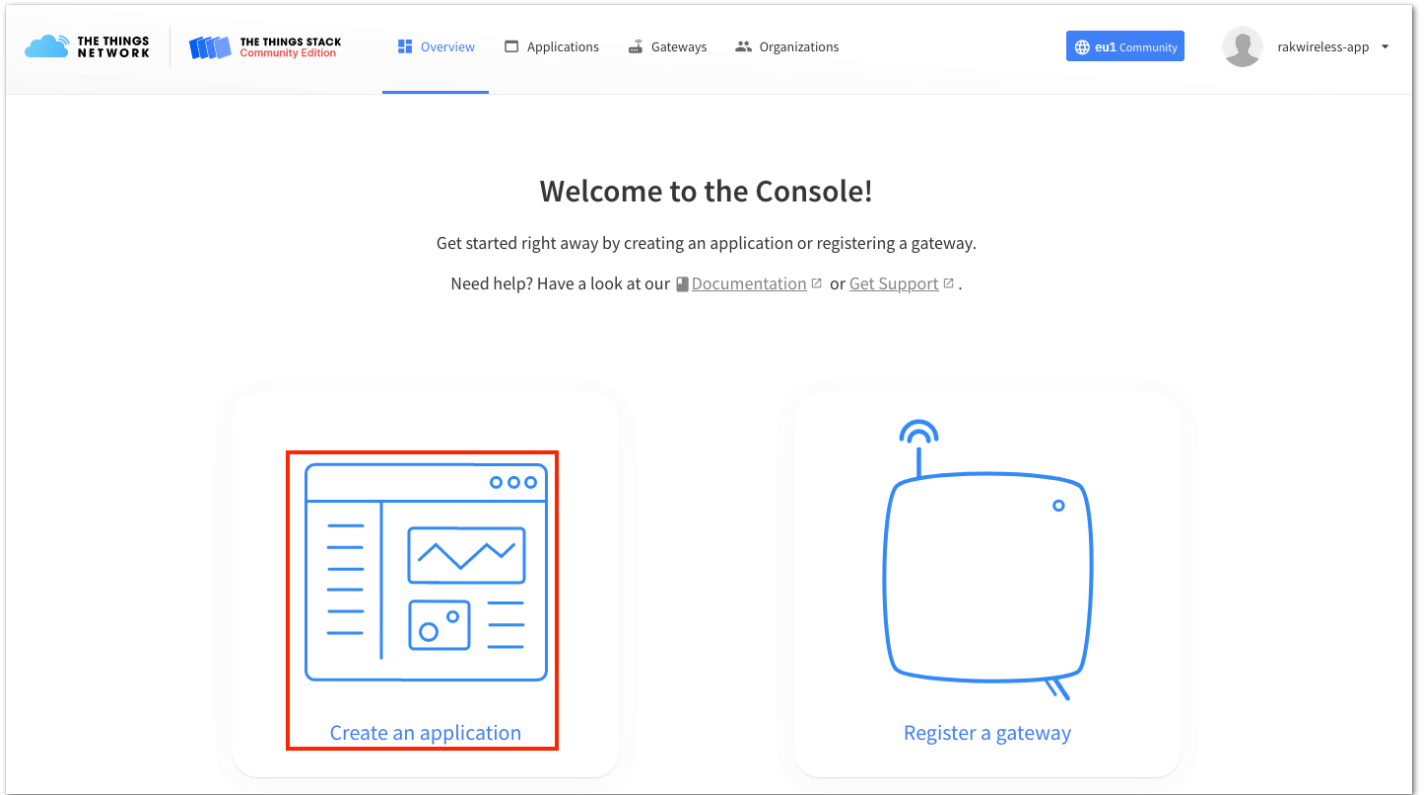 THE THINGS
NETWORK
THE THINGS STACK
Community Edition
Overview
Applications
Gateways
Organizations
eu1 Community
rakwireless-app
Welcome to the Console!
Get started right away by creating an application or registering a gateway.
Need help? Have a look at our Documentation or Get Support .
Create an application
Register a gateway